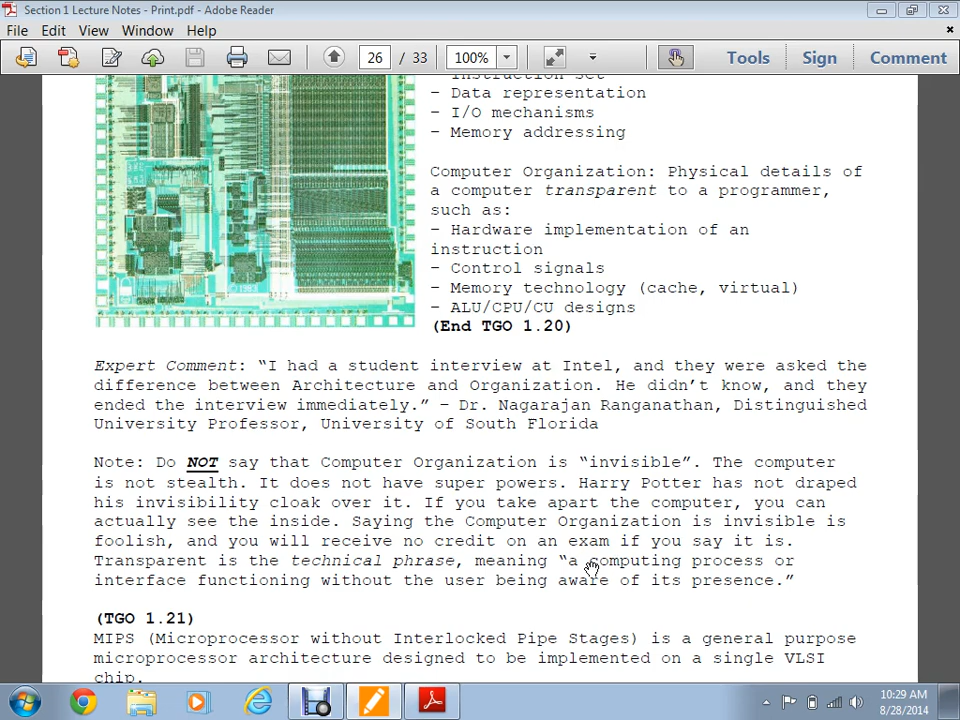 Section 1 Lecture Notes - Print.pdf - Adobe Reader
File Edit View Window Help
26 / 33 100% Tools Sign Comment
- Instruction set
- Data representation
- I/O mechanisms
- Memory addressing
Computer Organization: Physical details of
a computer transparent to a programmer,
such as:
- Hardware implementation of an
instruction
- Control signals
- Memory technology (cache, virtual)
- ALU/CPU/CU designs
(End TGO 1.20)
Expert Comment: “I had a student interview at Intel, and they were asked the
difference between Architecture and Organization. He didn’t know, and they
ended the interview immediately.” – Dr. Nagarajan Ranganathan, Distinguished
University Professor, University of South Florida
Note: Do NOT say that Computer Organization is “invisible”. The computer
is not stealth. It does not have super powers. Harry Potter has not draped
his invisibility cloak over it. If you take apart the computer, you can
actually see the inside. Saying the Computer Organization is invisible is
foolish, and you will receive no credit on an exam if you say it is.
Transparent is the technical phrase, meaning “a computing process or
interface functioning without the user being aware of its presence.”
(TGO 1.21)
MIPS (Microprocessor without Interlocked Pipe Stages) is a general purpose
microprocessor architecture designed to be implemented on a single VLSI
chip.
10:29 AM
8/28/2014